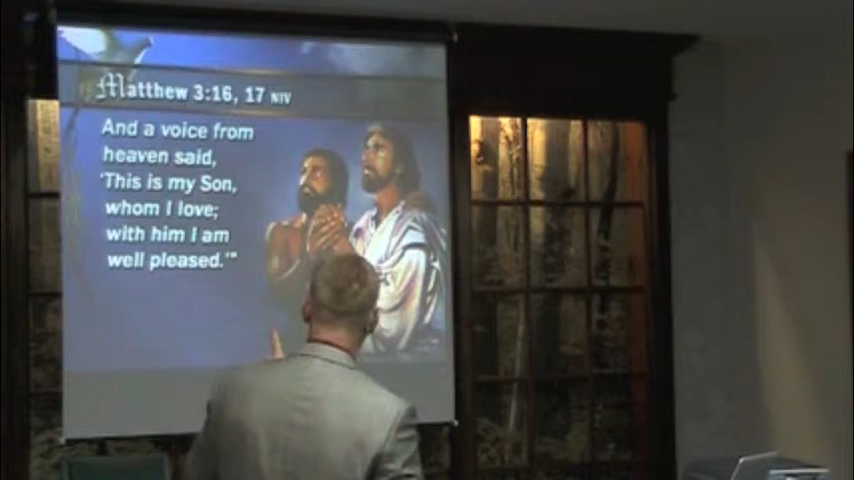 Matthew 3:16, 17 NIV
And a voice from
heaven said,
'This is my Son,
whom I love;
with him I am
well pleased.'"